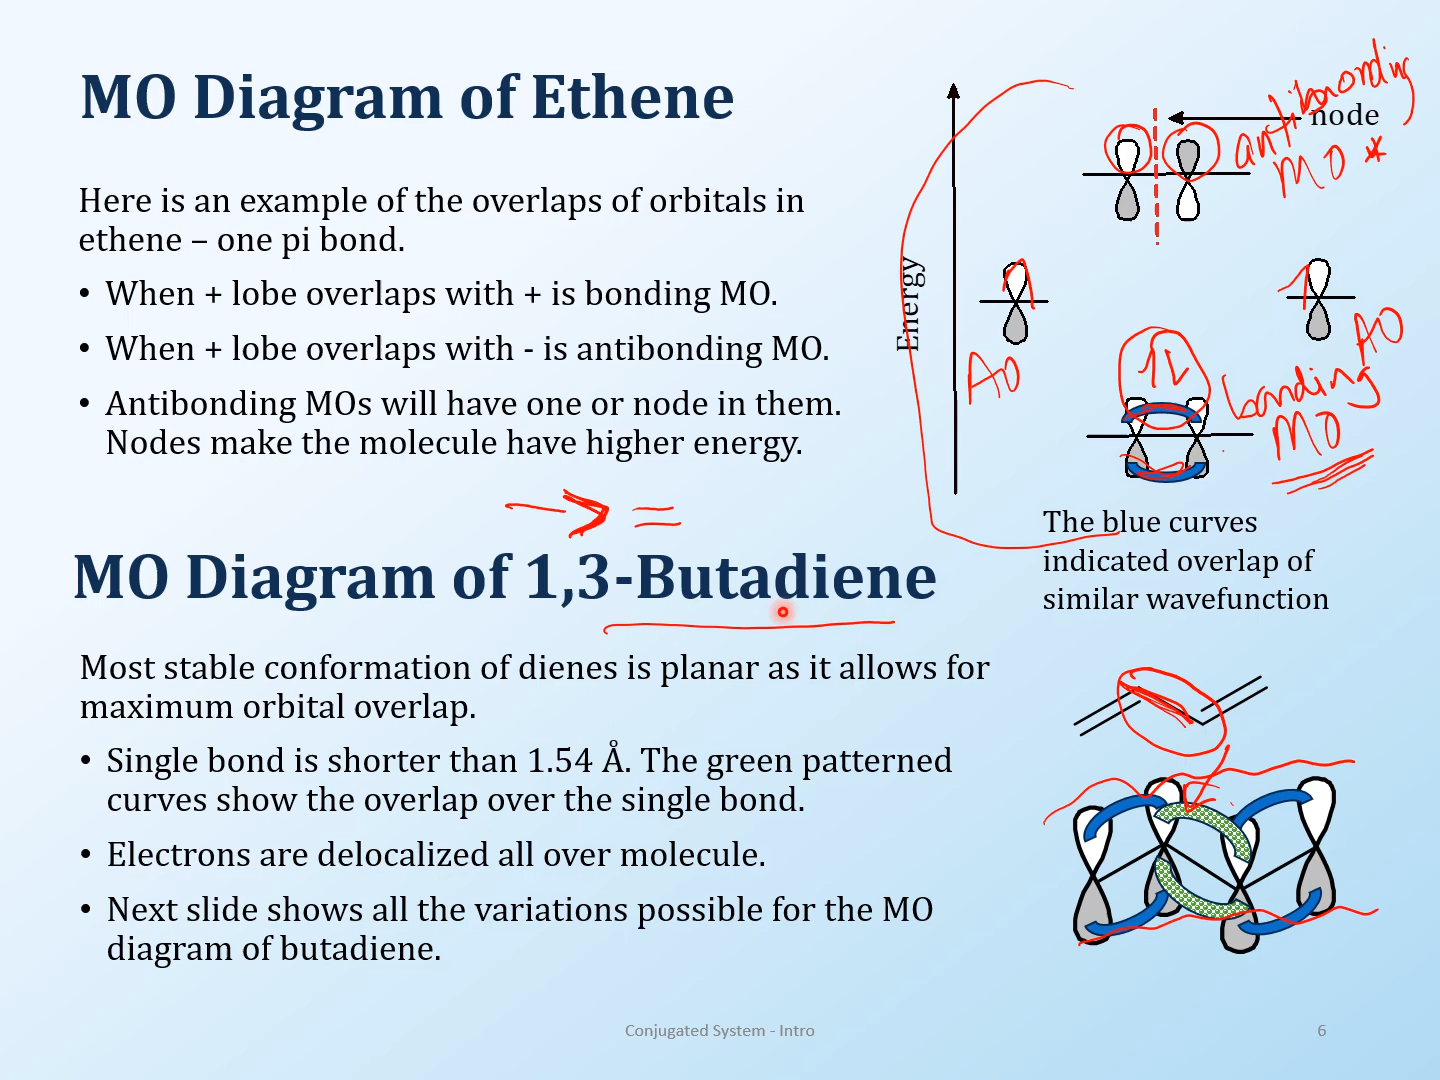 MO Diagram of Ethene
Here is an example of the overlaps of orbitals in
ethene – one pi bond.
• When + lobe overlaps with + is bonding MO.
• When + lobe overlaps with - is antibonding MO.
• Antibonding MOs will have one or node in them.
Nodes make the molecule have higher energy.
Energy
node
antibonding
MO *
AO
AO
bonding
MO
The blue curves
indicated overlap of
similar wavefunction
MO Diagram of 1,3-Butadiene
Most stable conformation of dienes is planar as it allows for
maximum orbital overlap.
• Single bond is shorter than 1.54 Å. The green patterned
curves show the overlap over the single bond.
• Electrons are delocalized all over molecule.
• Next slide shows all the variations possible for the MO
diagram of butadiene.
Conjugated System - Intro
6